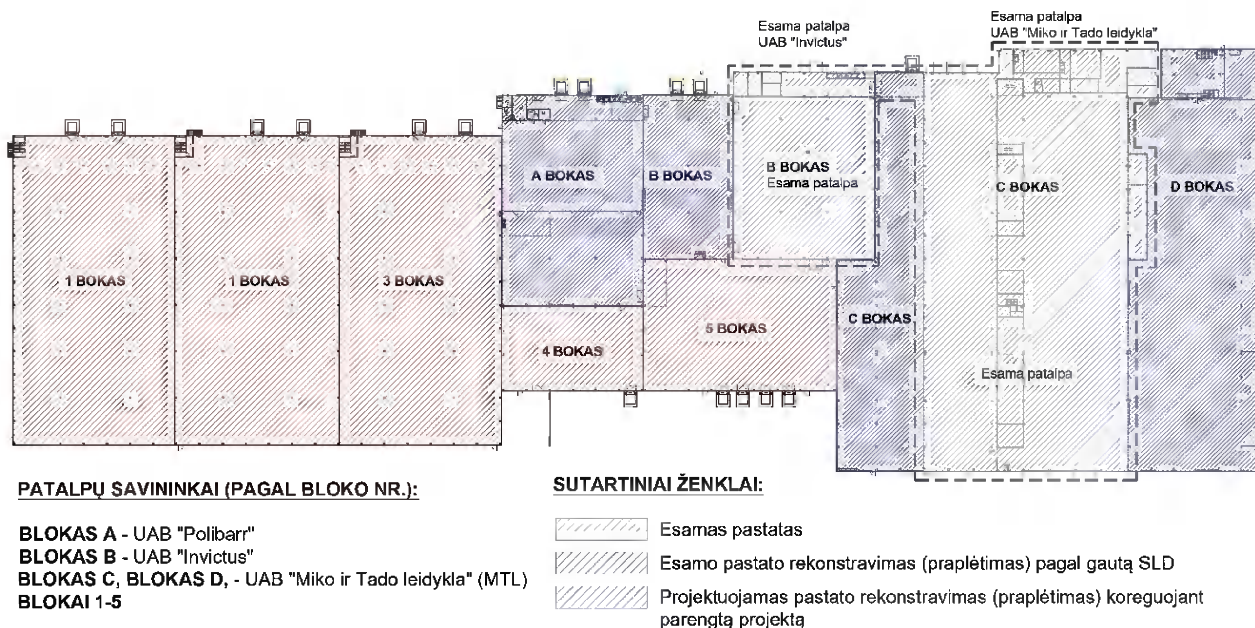 Esama patalpa
UAB "Invictus"
Esama patalpa
UAB "Miko ir Tado leidykla"
A BOKAS
B BOKAS
B BOKAS
Esama patalpa
C BOKAS
D BOKAS
1 BOKAS
1 BOKAS
3 BOKAS
C BOKAS
5 BOKAS
4 BOKAS
Esama patalpa
PATALPŲ SAVININKAI (PAGAL BLOKO NR.):
BLOKAS A - UAB "Polibarr"
BLOKAS B - UAB "Invictus"
BLOKAS C, BLOKAS D, - UAB "Miko ir Tado leidykla" (MTL)
BLOKAI 1-5
SUTARTINIAI ŽENKLAI:
Esamas pastatas
Esamo pastato rekonstravimas (praplėtimas) pagal gautą SLD
Projektuojamas pastato rekonstravimas (praplėtimas) koreguojant
parengtą projektą